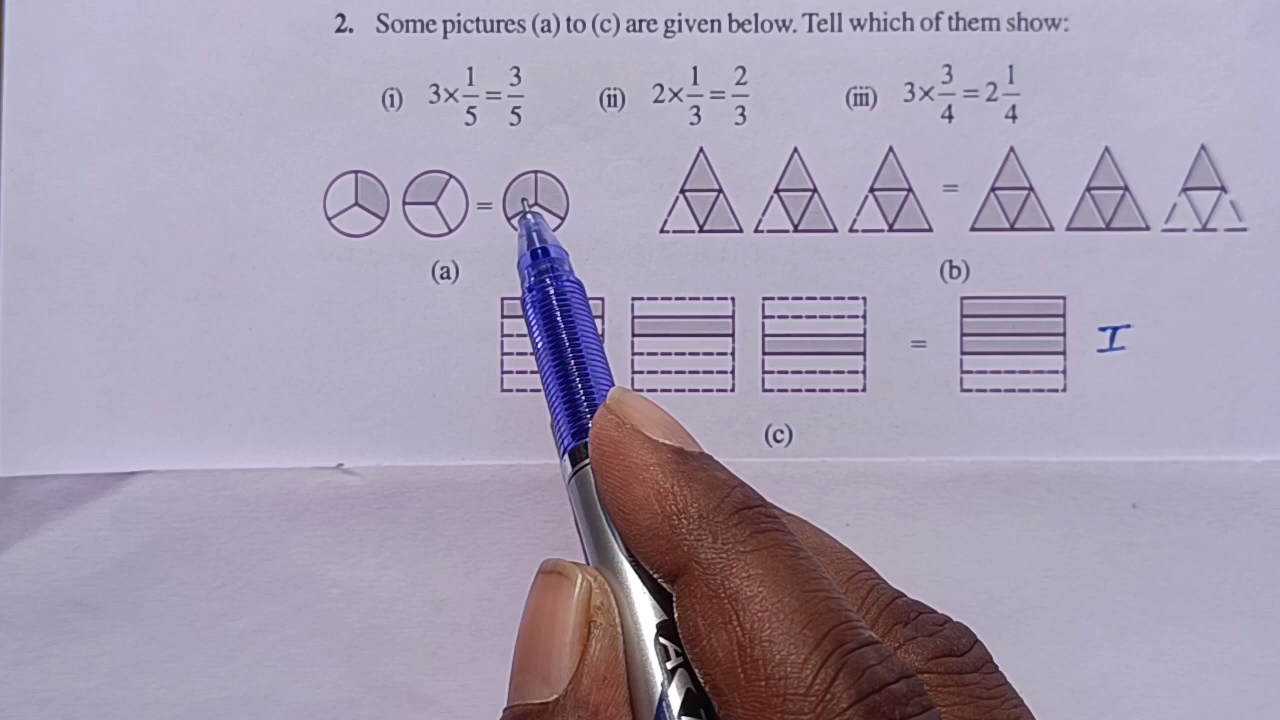 2. Some pictures (a) to (c) are given below. Tell which of them show:
(i) 3×1/5=3/5 (ii) 2×1/3=2/3 (iii) 3×3/4=2 1/4
= =
(a) (b)
= I
(c)